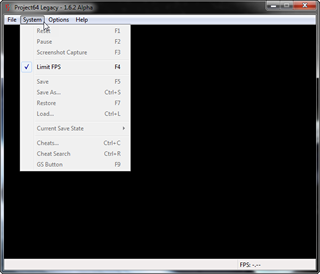 Project64 Legacy - 1.6.2 Alpha
File System Options Help
Reset F1
Pause F2
Screenshot Capture F3
Limit FPS F4
Save F5
Save As... Ctrl+S
Restore F7
Load... Ctrl+L
Current Save State
Cheats... Ctrl+C
Cheat Search Ctrl+R
GS Button F9
FPS: -.--